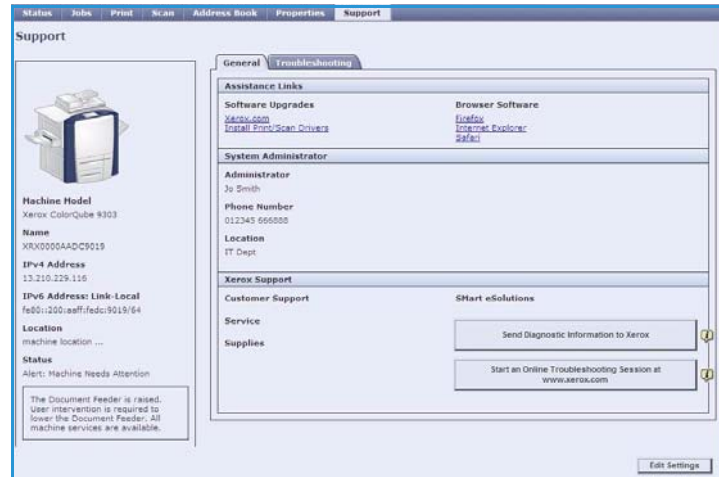 Status Jobs Print Scan Address Book Properties Support
Support
Machine Model
Xerox ColorQube 9303
Name
XRX0000AADC9019
IPv4 Address
13.210.229.116
IPv6 Address: Link-Local
fe80::200:aaff:fedc:9019/64
Location
machine location ...
Status
Alert: Machine Needs Attention
The Document Feeder is raised.
User intervention is required to
lower the Document Feeder. All
machine services are available.
General Troubleshooting
Assistance Links
Software Upgrades
Xerox.com
Install Print/Scan Drivers
Browser Software
Firefox
Internet Explorer
Safari
System Administrator
Administrator
Jo Smith
Phone Number
012345 666888
Location
IT Dept
Xerox Support
Customer Support
Service
Supplies
SMart eSolutions
Send Diagnostic Information to Xerox
Start an Online Troubleshooting Session at
www.xerox.com
Edit Settings